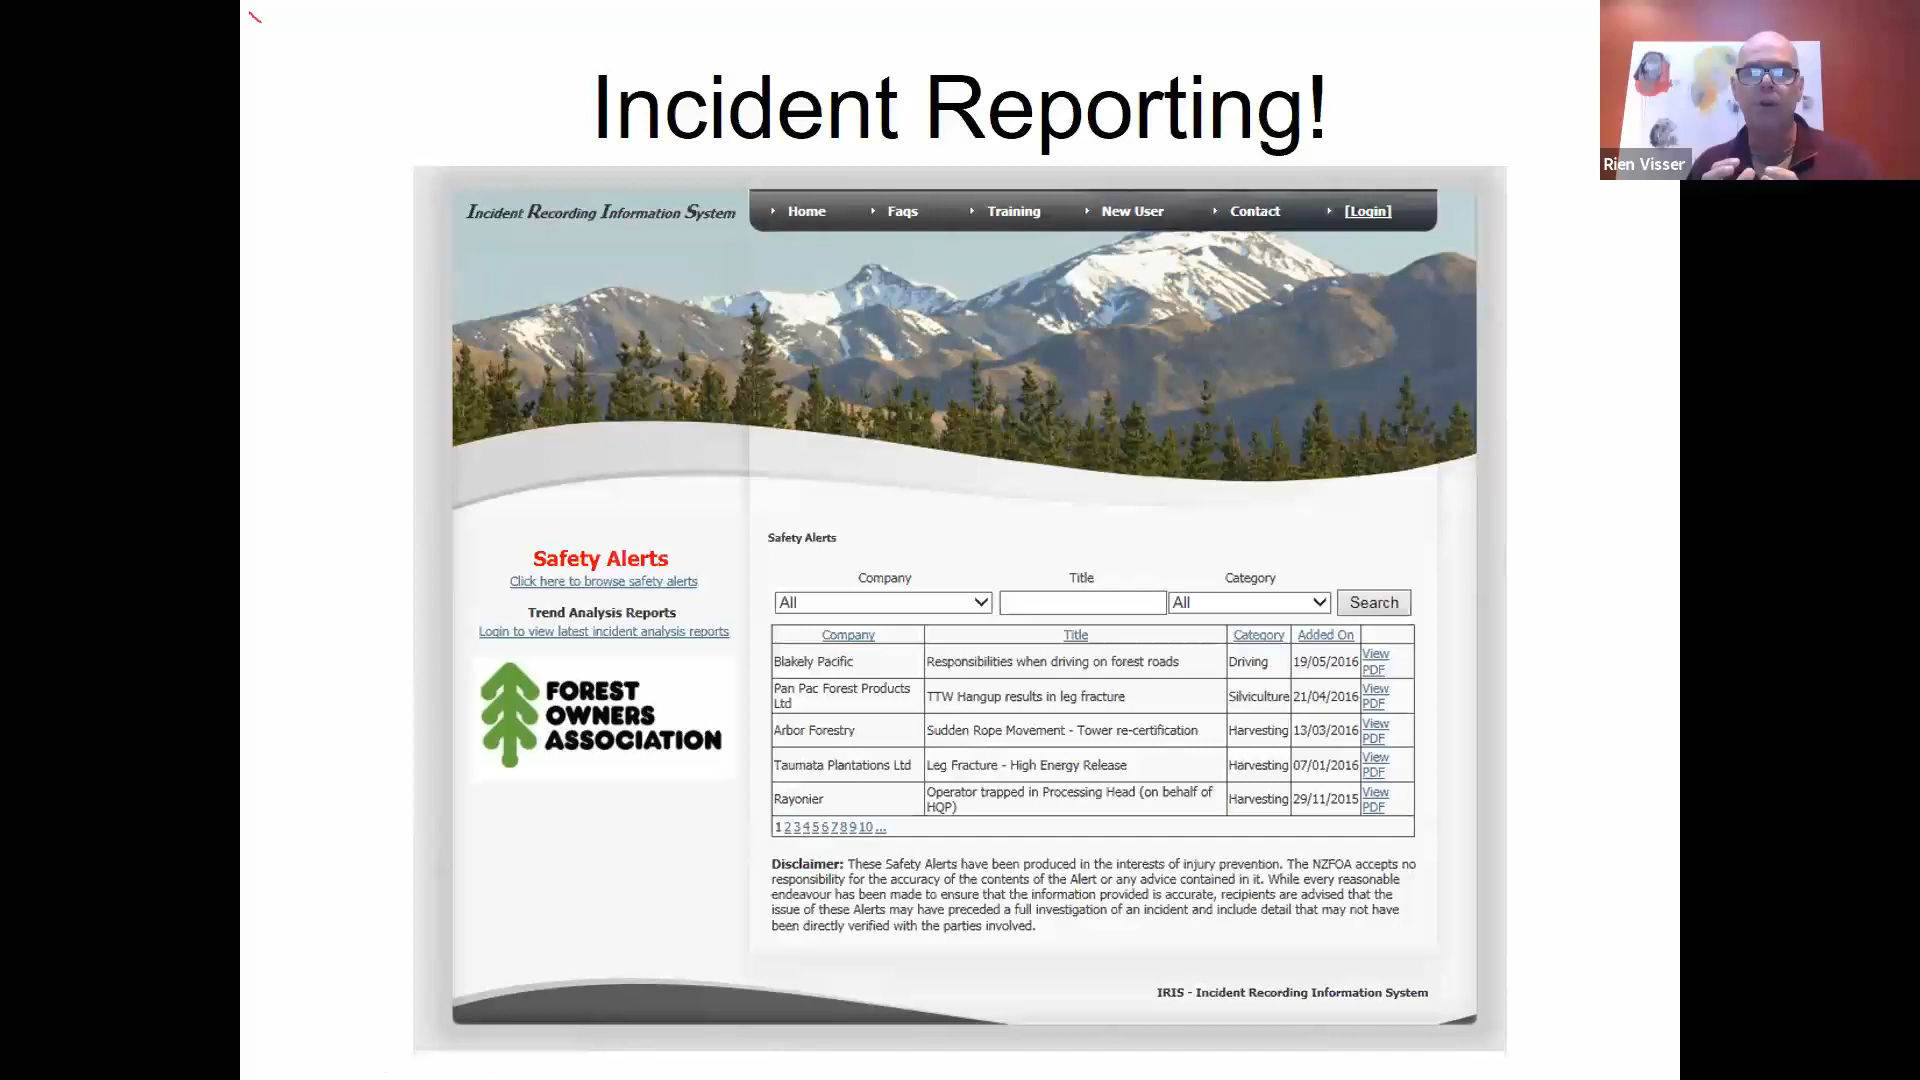 Incident Reporting!
Rien Visser
Incident Recording Information System
Home
Faqs
Training
New User
Contact
[Login]
Safety Alerts
Click here to browse safety alerts
Trend Analysis Reports
Login to view latest incident analysis reports
FOREST
OWNERS
ASSOCIATION
Safety Alerts
Company Title Category
All All Search
Company Title Category Added On
Blakely Pacific Responsibilities when driving on forest roads Driving 19/05/2016 View PDF
Pan Pac Forest Products Ltd TTW Hangup results in leg fracture Silviculture 21/04/2016 View PDF
Arbor Forestry Sudden Rope Movement - Tower re-certification Harvesting 13/03/2016 View PDF
Taumata Plantations Ltd Leg Fracture - High Energy Release Harvesting 07/01/2016 View PDF
Rayonier Operator trapped in Processing Head (on behalf of HQP) Harvesting 29/11/2015 View PDF
1 2 3 4 5 6 7 8 9 10 ...
Disclaimer: These Safety Alerts have been produced in the interests of injury prevention. The NZFOA accepts no
responsibility for the accuracy of the contents of the Alert or any advice contained in it. While every reasonable
endeavour has been made to ensure that the information provided is accurate, recipients are advised that the
issue of these Alerts may have preceded a full investigation of an incident and include detail that may not have
been directly verified with the parties involved.
IRIS - Incident Recording Information System